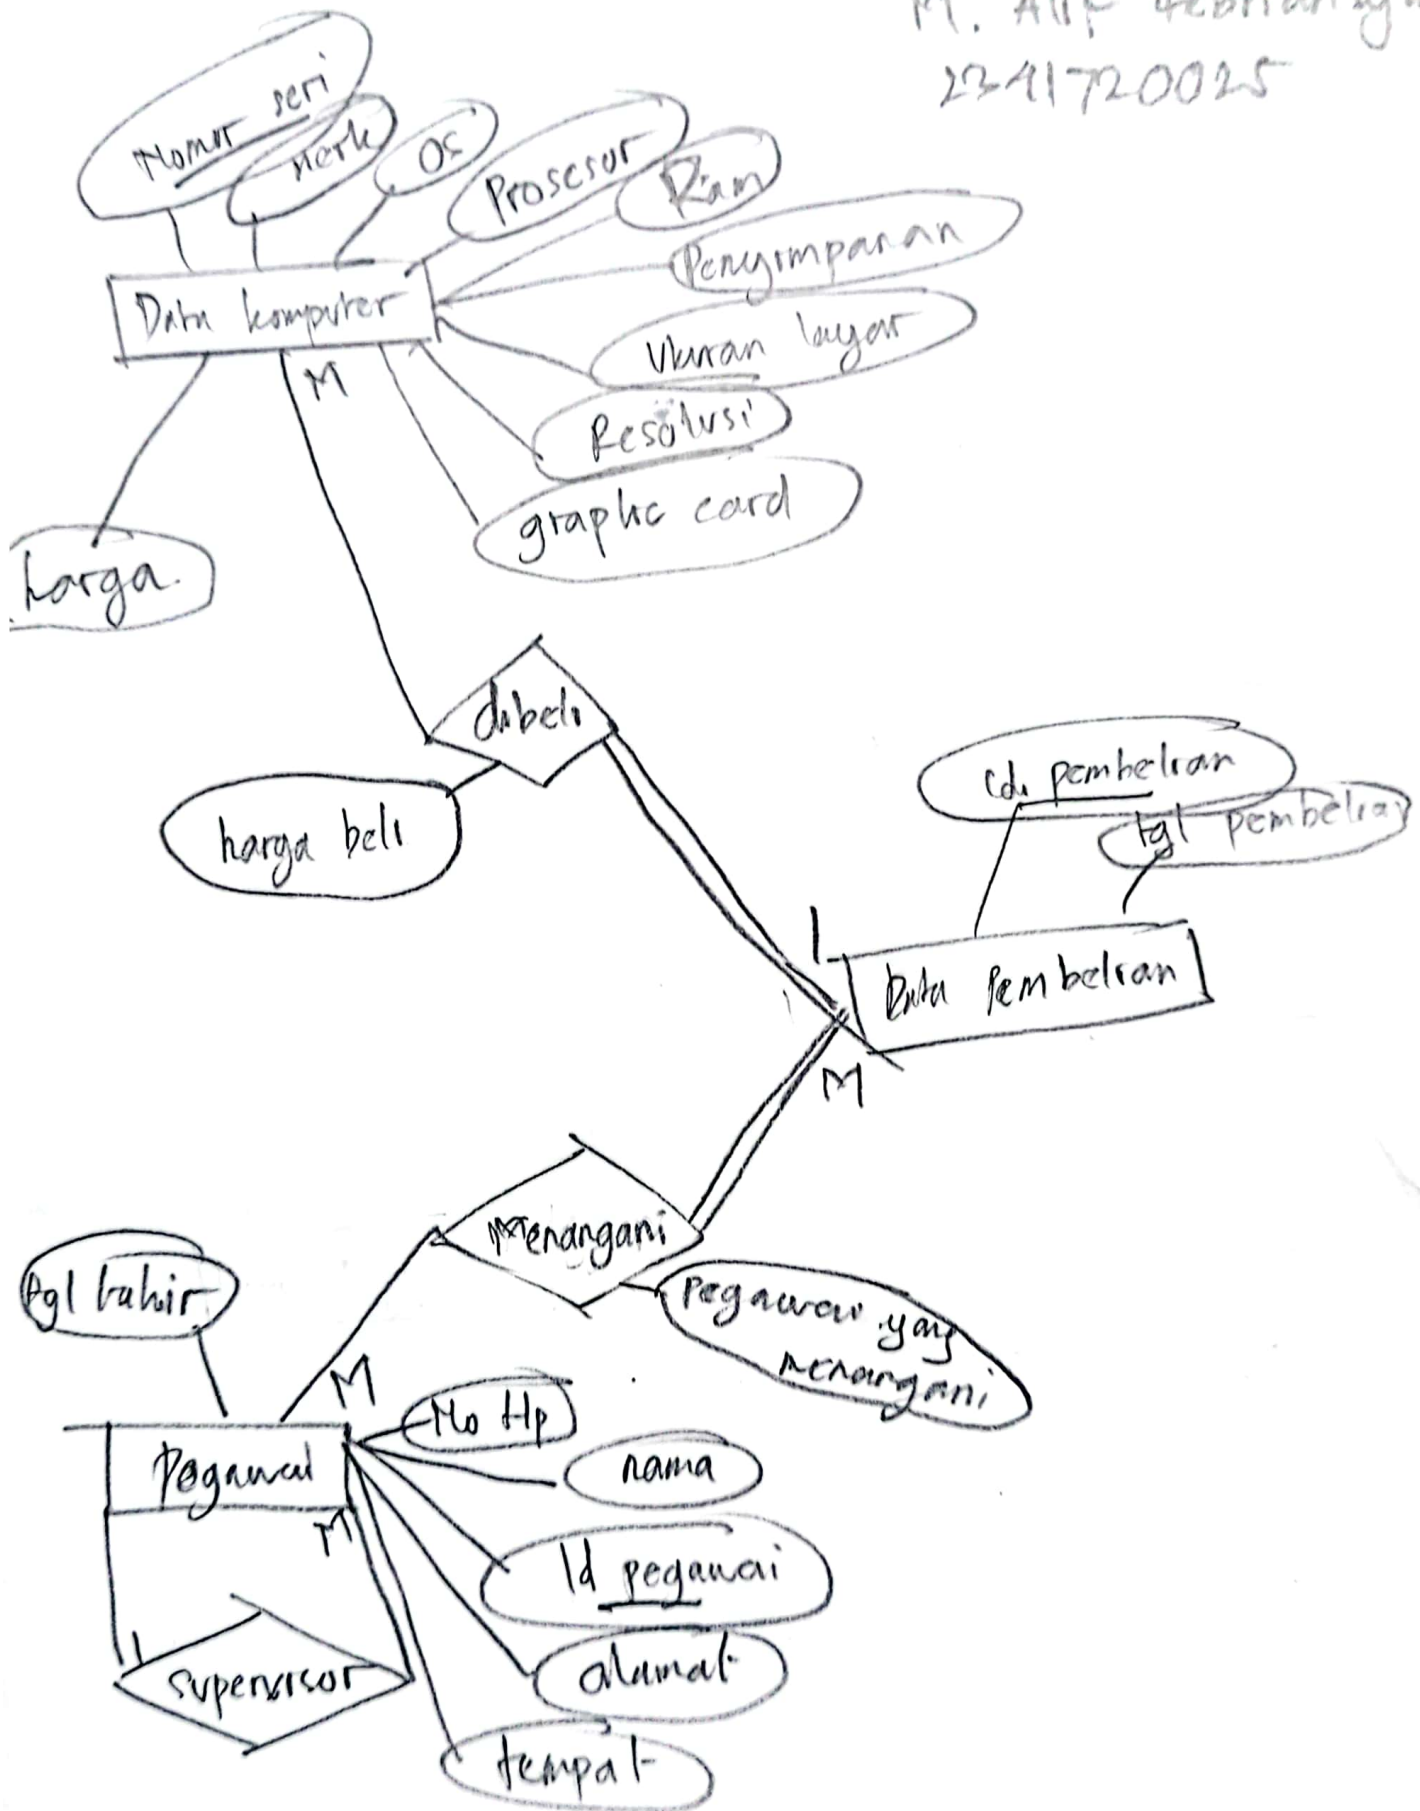 M. Alif
2341720025
Nomor seri
Merk
OS
Prosesor
Ram
Penyimpanan
Data komputer
Ukuran layar
M
Resolusi
graphic card
harga
dibeli
harga beli
id pembelian
tgl pembelian
1
Data Pembelian
M
Menangani
Pegawai yang
menangani
tgl lahir
M
No Hp
Pegawai
nama
M
Id pegawai
1
supervisor
alamat
tempat